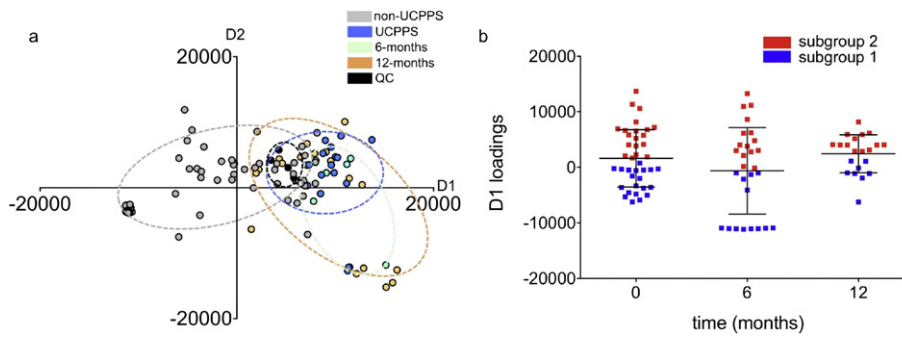 a
D2
20000
non-UCPPS
UCPPS
6-months
12-months
QC
D1
-20000
20000
-20000
b
subgroup 2
subgroup 1
20000
10000
0
-10000
-20000
D1 loadings
0 6 12
time (months)